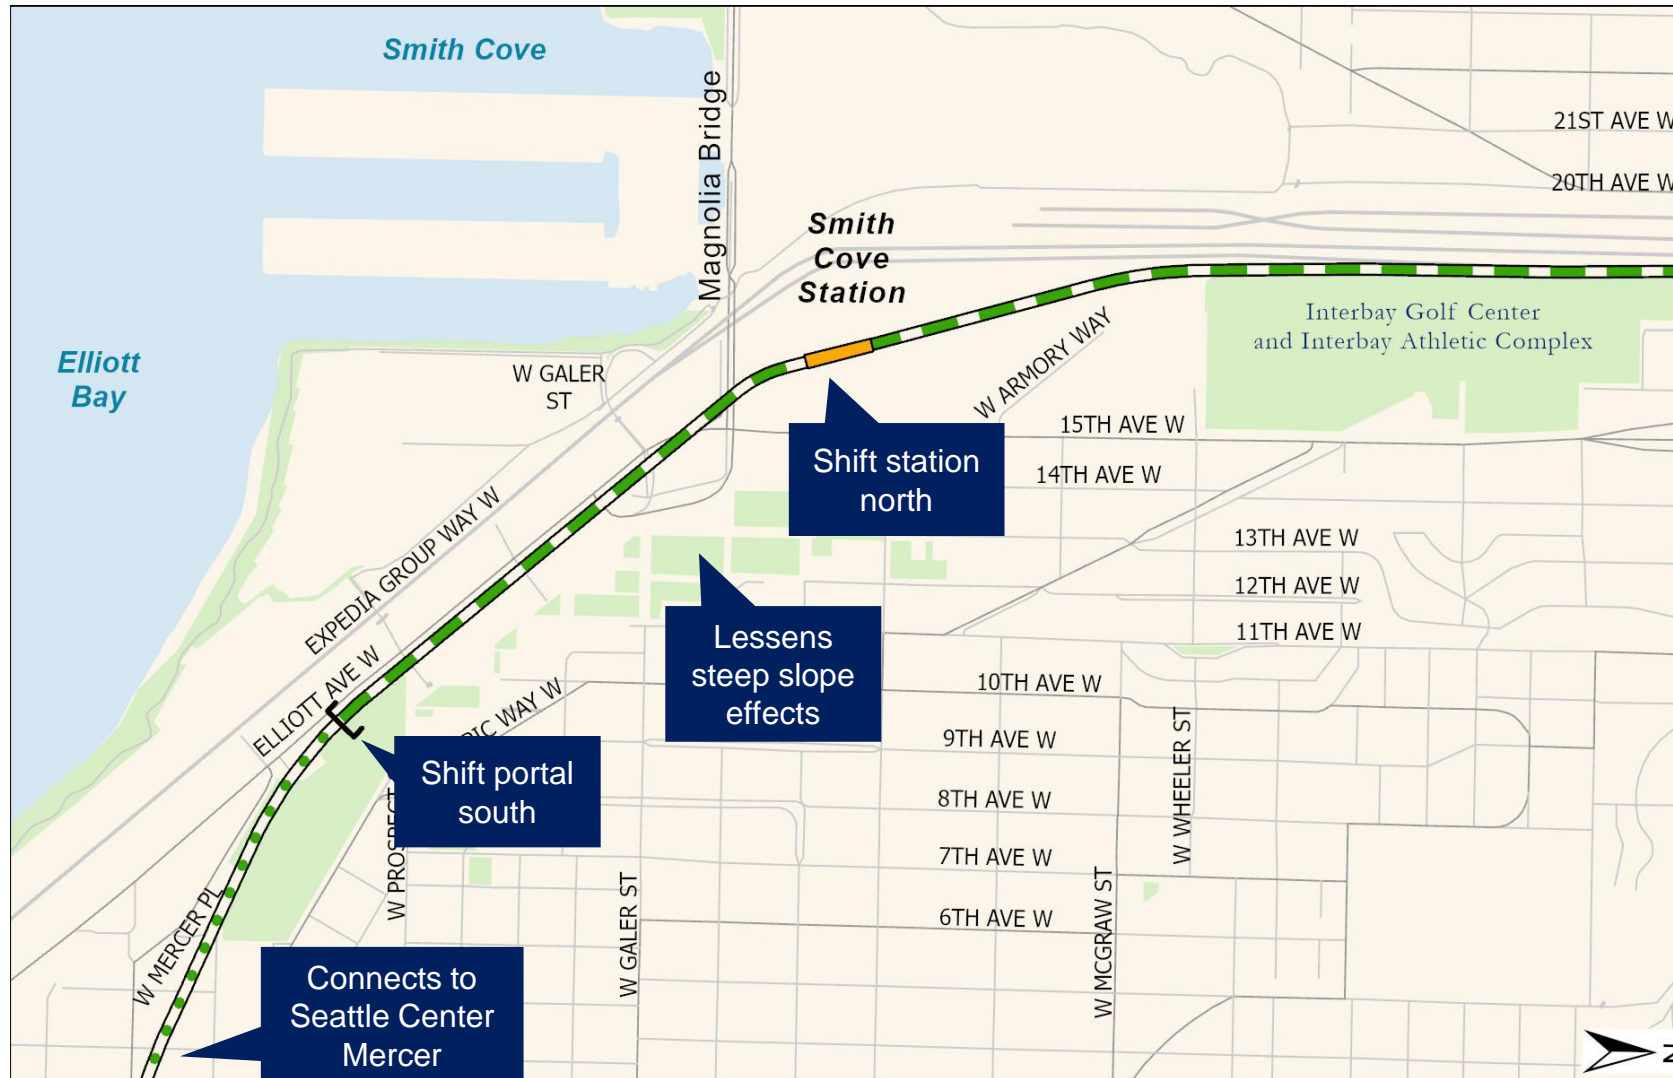 Smith Cove
Magnolia Bridge
21ST AVE W
20TH AVE W
Smith
Cove
Station
Elliott
Bay
W GALER
ST
Interbay Golf Center
and Interbay Athletic Complex
W ARMORY WAY
15TH AVE W
Shift station
north
14TH AVE W
13TH AVE W
12TH AVE W
11TH AVE W
EXPEDIA GROUP WAY W
Lessens
steep slope
effects
ELLIOTT AVE W
10TH AVE W
PIC WAY W
9TH AVE W
Shift portal
south
8TH AVE W
W WHEELER ST
W PROSPECT
7TH AVE W
6TH AVE W
W GALER ST
W MCGRAW ST
W MERCER PL
Connects to
Seattle Center
Mercer